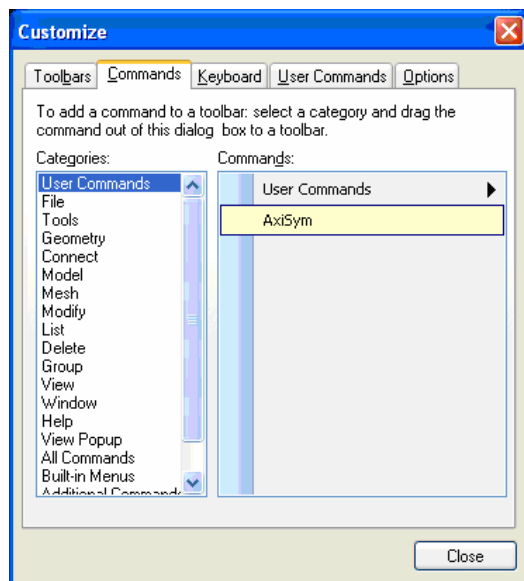 Customize
Toolbars Commands Keyboard User Commands Options
To add a command to a toolbar: select a category and drag the
command out of this dialog box to a toolbar.
Categories: Commands:
User Commands
File
Tools
Geometry
Connect
Model
Mesh
Modify
List
Delete
Group
View
Window
Help
View Popup
All Commands
Built-in Menus
Additional Commands
User Commands
AxiSym
Close